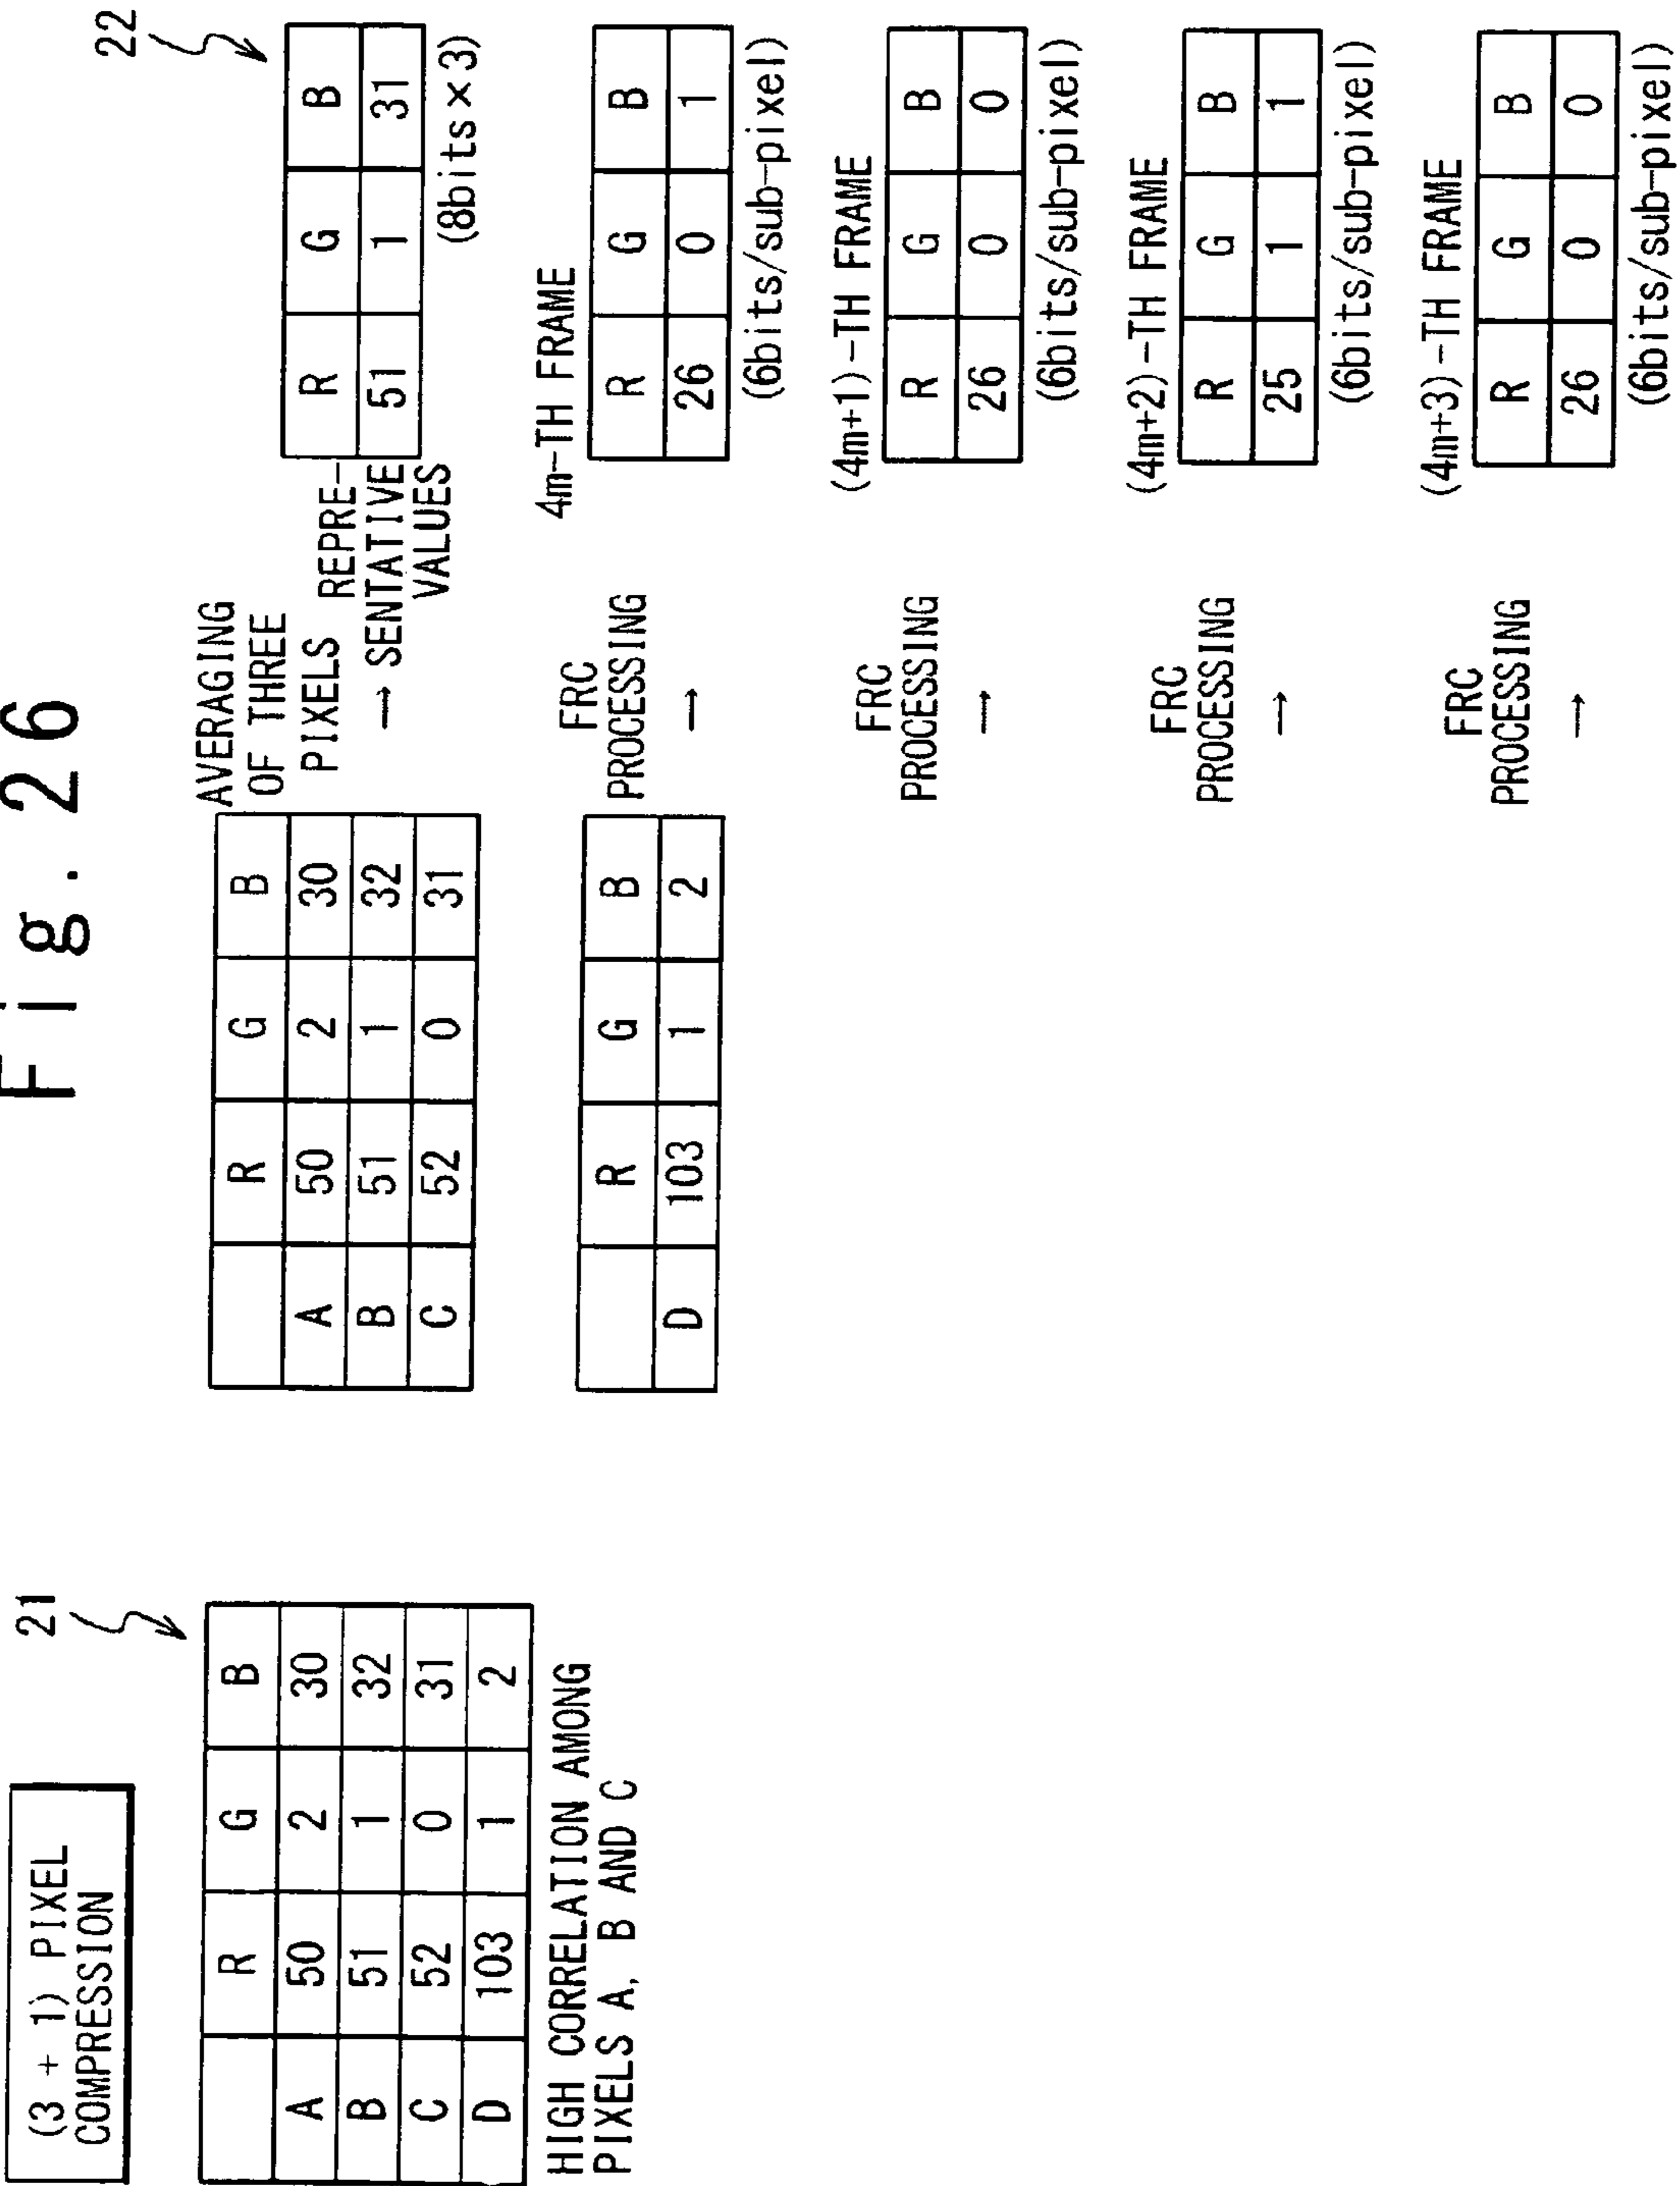 Fig. 26
(3 + 1) PIXEL
COMPRESSION
21
R G B
A 50 2 30
B 51 1 32
C 52 0 31
D 103 1 2
HIGH CORRELATION AMONG
PIXELS A, B AND C
R G B
A 50 2 30
B 51 1 32
C 52 0 31
AVERAGING
OF THREE
PIXELS
→
REPRE-
SENTATIVE
VALUES
22
R G B
51 1 31
(8bits×3)
R G B
D 103 1 2
FRC
PROCESSING
→
4m-TH FRAME
R G B
26 0 1
(6bits/sub-pixel)
FRC
PROCESSING
→
(4m+1)-TH FRAME
R G B
26 0 0
(6bits/sub-pixel)
FRC
PROCESSING
→
(4m+2)-TH FRAME
R G B
25 1 1
(6bits/sub-pixel)
FRC
PROCESSING
→
(4m+3)-TH FRAME
R G B
26 0 0
(6bits/sub-pixel)